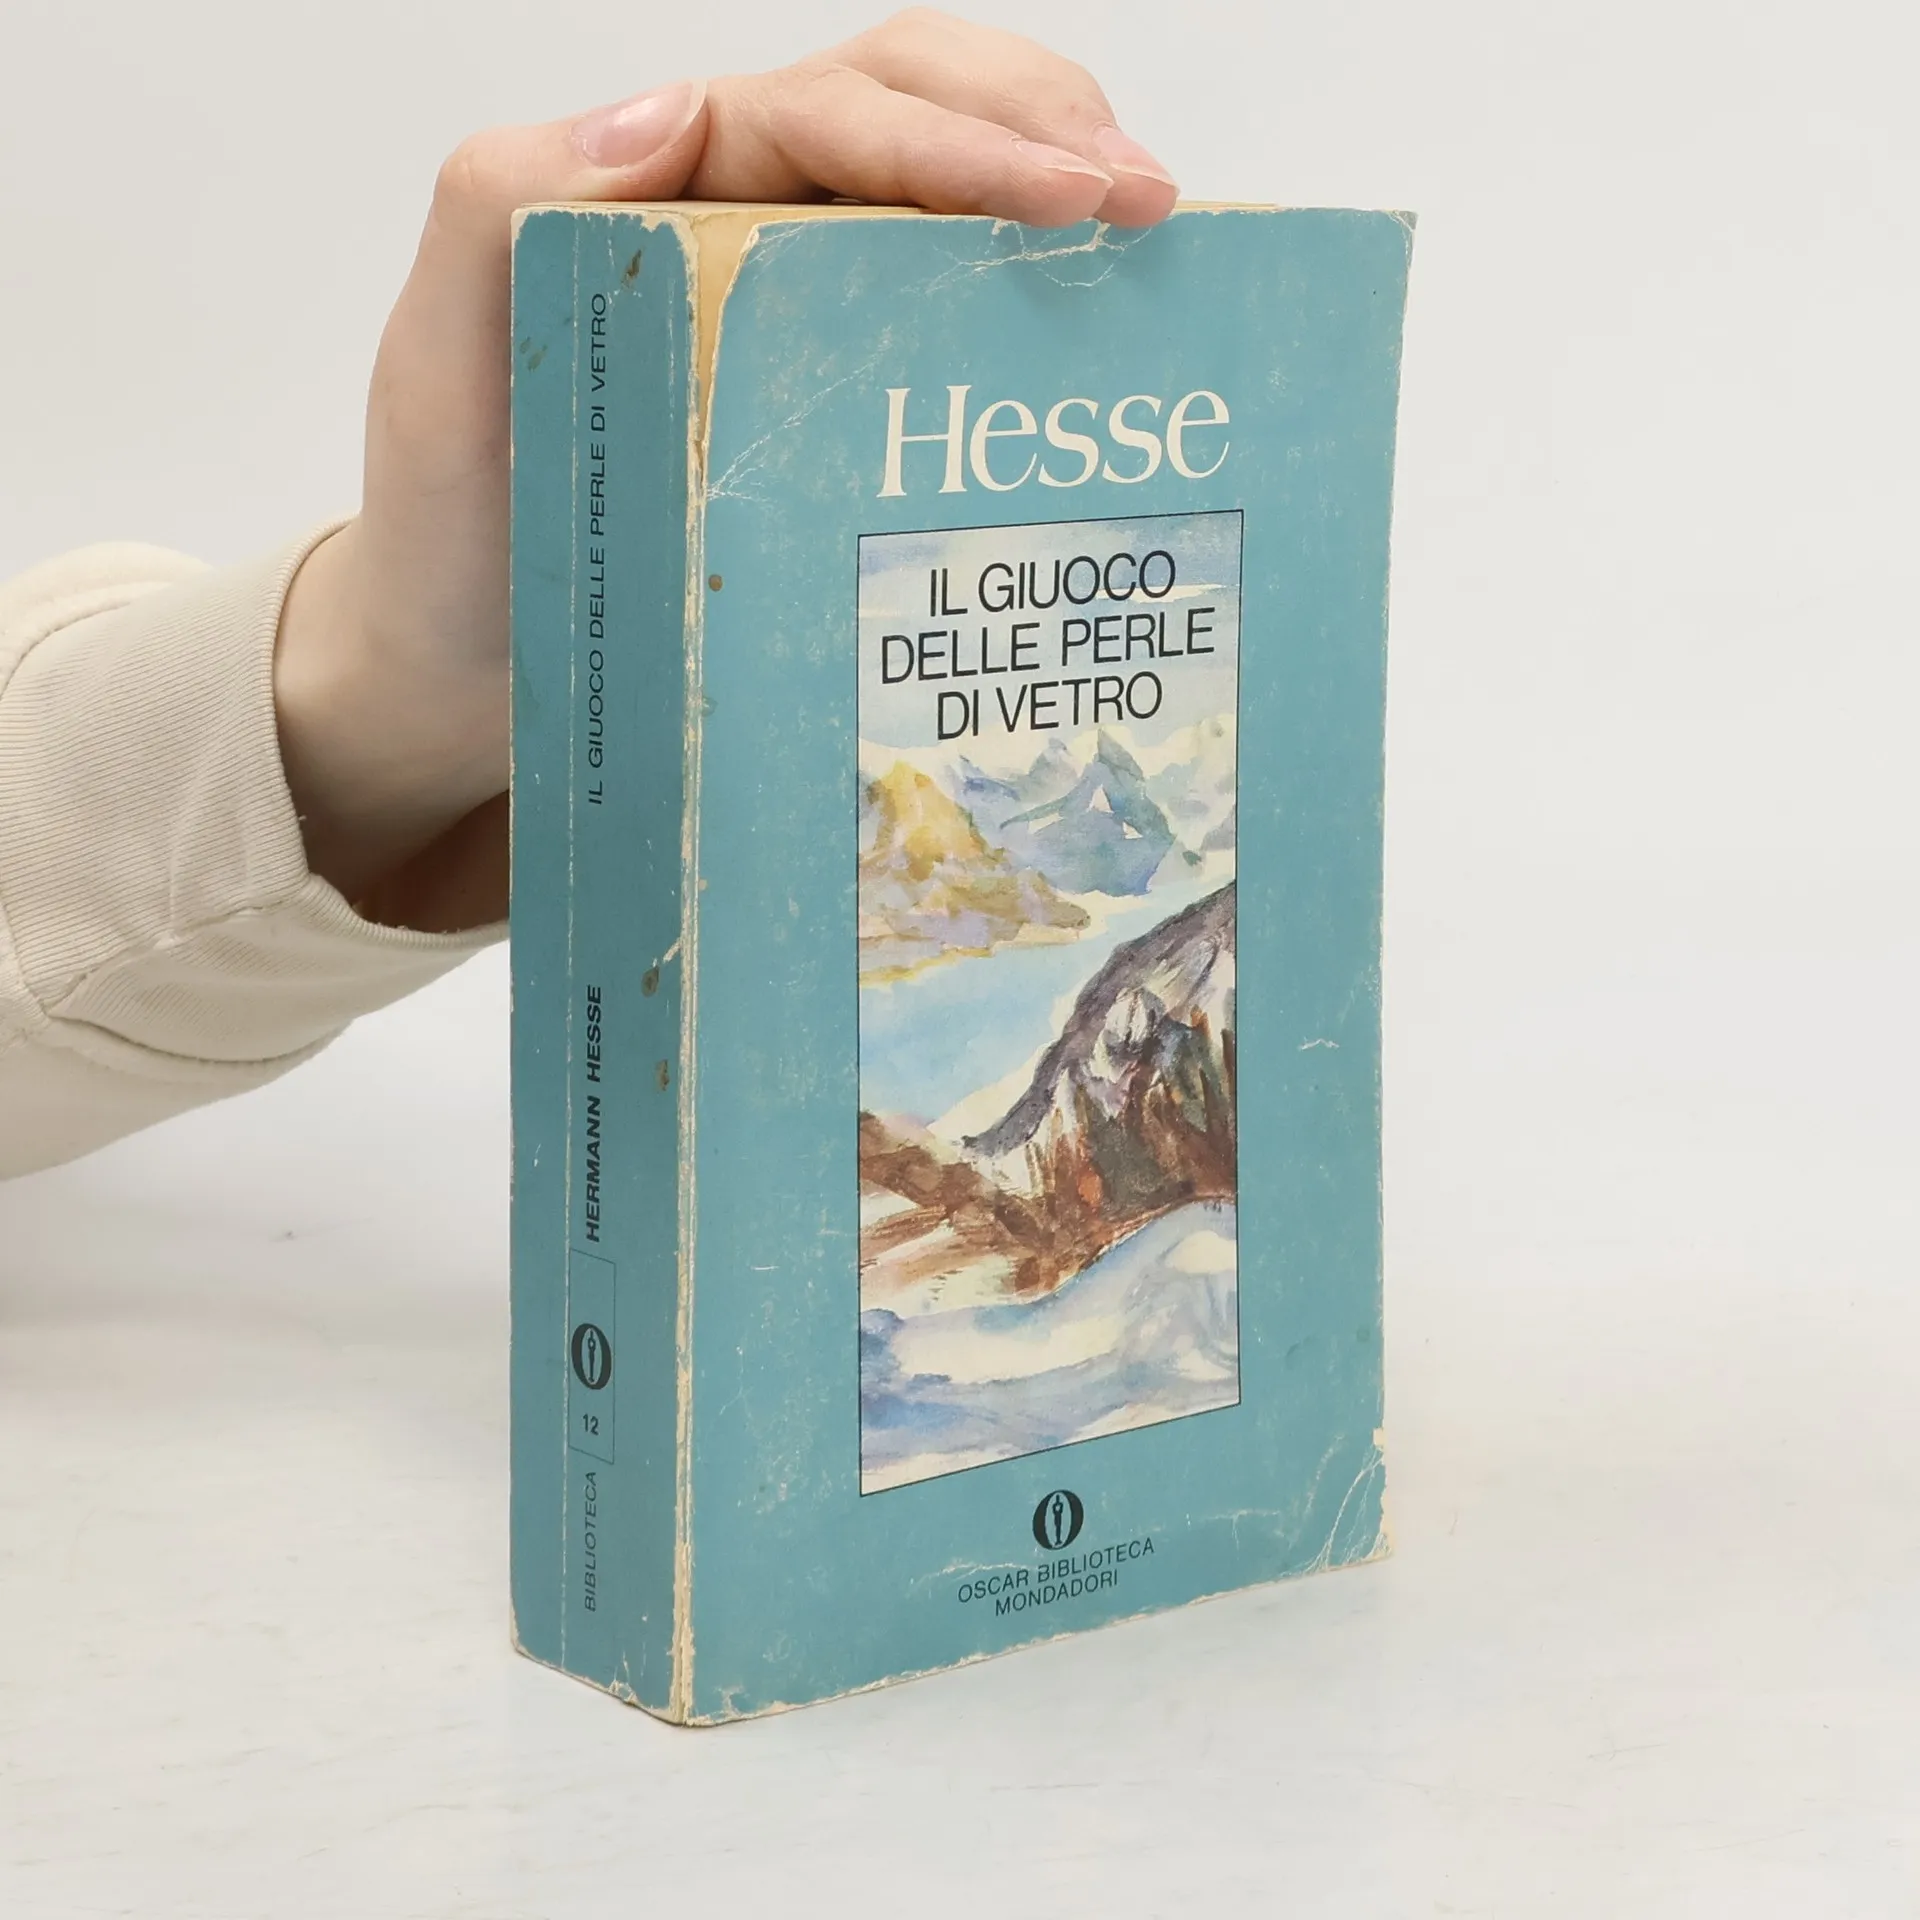 Hesse
IL GIUOCO
DELLE PERLE
DI VETRO
OSCAR BIBLIOTECA
MONDADORI
IL GIUOCO DELLE PERLE DI VETRO
HERMANN HESSE
12
BIBLIOTECA